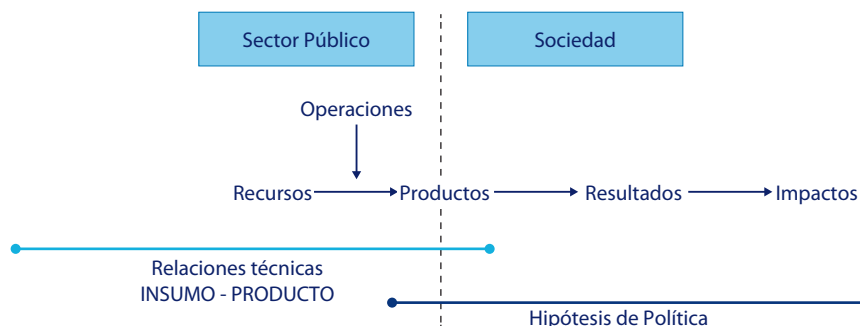 Sector Público
Sociedad
Operaciones
Recursos
Productos
Resultados
Impactos
Relaciones técnicas
INSUMO - PRODUCTO
Hipótesis de Política